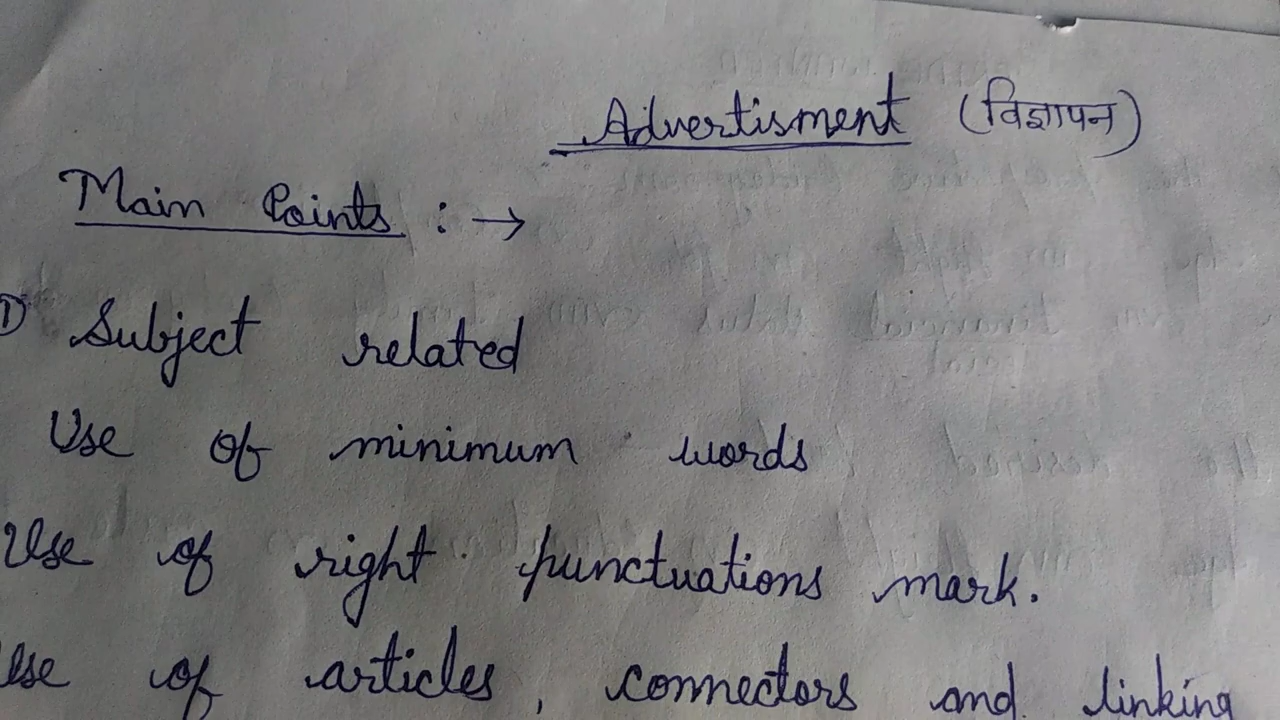 Advertisment (विज्ञापन)
Main Points : →
1) Subject related
Use of minimum words
Use of right punctuations mark.
Use of articles, connectors and linking